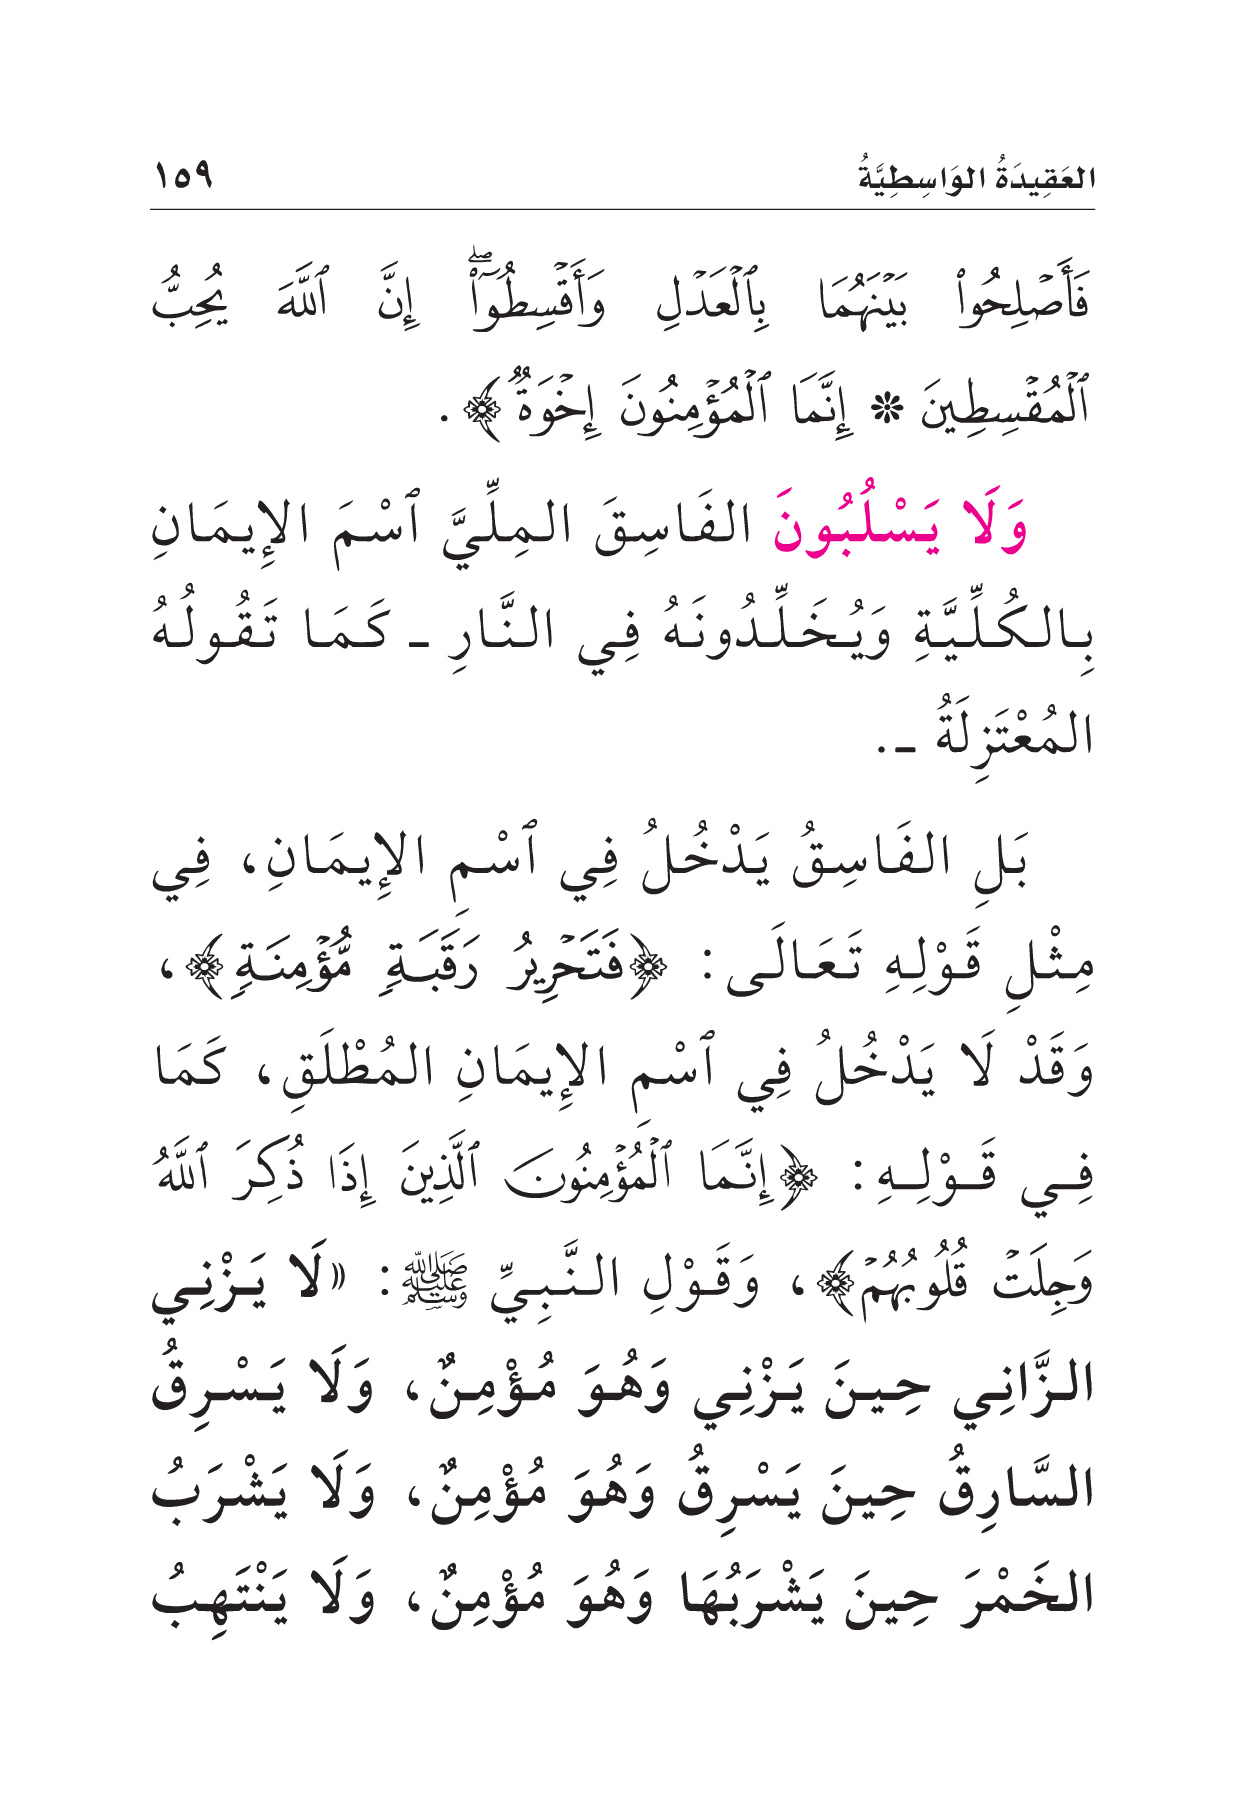 العَقِيدَةُ الوَاسِطِيَّةُ ١٥٩
فَأَصۡلِحُواْ بَيۡنَهُمَا بِٱلۡعَدۡلِ وَأَقۡسِطُوٓاْۖ إِنَّ ٱللَّهَ يُحِبُّ
ٱلۡمُقۡسِطِينَ ❊ إِنَّمَا ٱلۡمُؤۡمِنُونَ إِخۡوَةٞ﴾.
وَلَا يَسْلُبُونَ الفَاسِقَ المِلِّيَّ ٱسْمَ الإِيمَانِ
بِالكُلِّيَّةِ وَيُخَلِّدُونَهُ فِي النَّارِ ـ كَمَا تَقُولُهُ
المُعْتَزِلَةُ ـ.
بَلِ الفَاسِقُ يَدْخُلُ فِي ٱسْمِ الإِيمَانِ، فِي
مِثْلِ قَوْلِهِ تَعَالَى: ﴿فَتَحۡرِيرُ رَقَبَةٖ مُّؤۡمِنَةٖ﴾،
وَقَدْ لَا يَدْخُلُ فِي ٱسْمِ الإِيمَانِ المُطْلَقِ، كَمَا
فِي قَوْلِهِ: ﴿إِنَّمَا ٱلۡمُؤۡمِنُونَ ٱلَّذِينَ إِذَا ذُكِرَ ٱللَّهُ
وَجِلَتۡ قُلُوبُهُمۡ﴾، وَقَوْلِ النَّبِيِّ ﷺ: «لَا يَزْنِي
الزَّانِي حِينَ يَزْنِي وَهُوَ مُؤْمِنٌ، وَلَا يَسْرِقُ
السَّارِقُ حِينَ يَسْرِقُ وَهُوَ مُؤْمِنٌ، وَلَا يَشْرَبُ
الخَمْرَ حِينَ يَشْرَبُهَا وَهُوَ مُؤْمِنٌ، وَلَا يَنْتَهِبُ